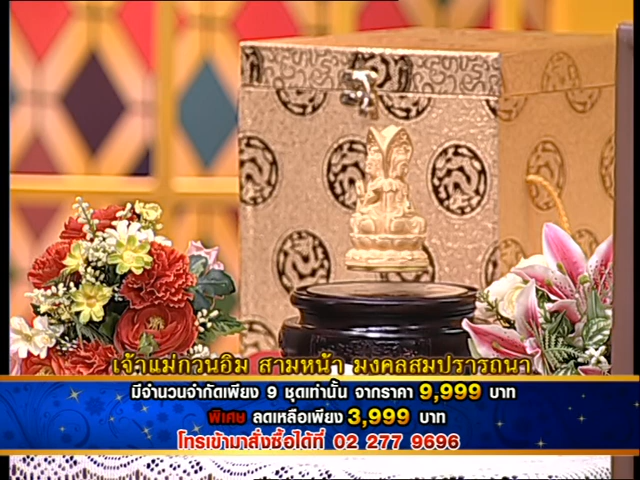 เจ้าแม่กวนอิม สามหน้า มงคลสมปรารถนา
มีจำนวนจำกัดเพียง 9 ชุดเท่านั้น จากราคา 9,999 บาท
พิเศษ ลดเหลือเพียง 3,999 บาท
โทรเข้ามาสั่งซื้อได้ที่ 02 277 9696